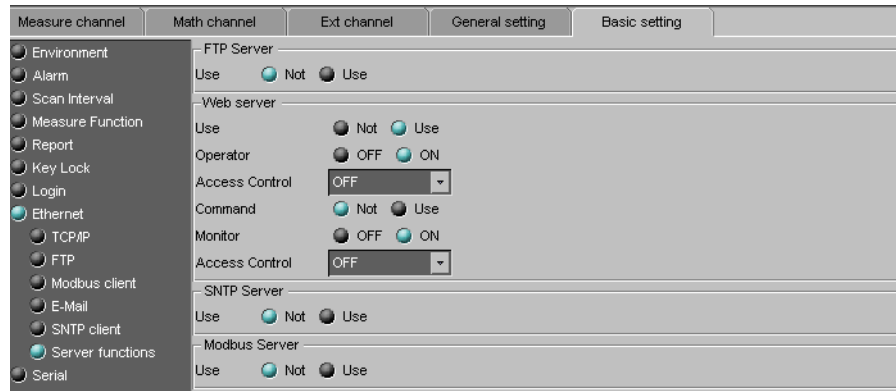 Measure channel Math channel Ext channel General setting Basic setting
Environment
Alarm
Scan Interval
Measure Function
Report
Key Lock
Login
Ethernet
TCP/IP
FTP
Modbus client
E-Mail
SNTP client
Server functions
Serial
FTP Server
Use Not Use
Web server
Use Not Use
Operator OFF ON
Access Control OFF
Command Not Use
Monitor OFF ON
Access Control OFF
SNTP Server
Use Not Use
Modbus Server
Use Not Use